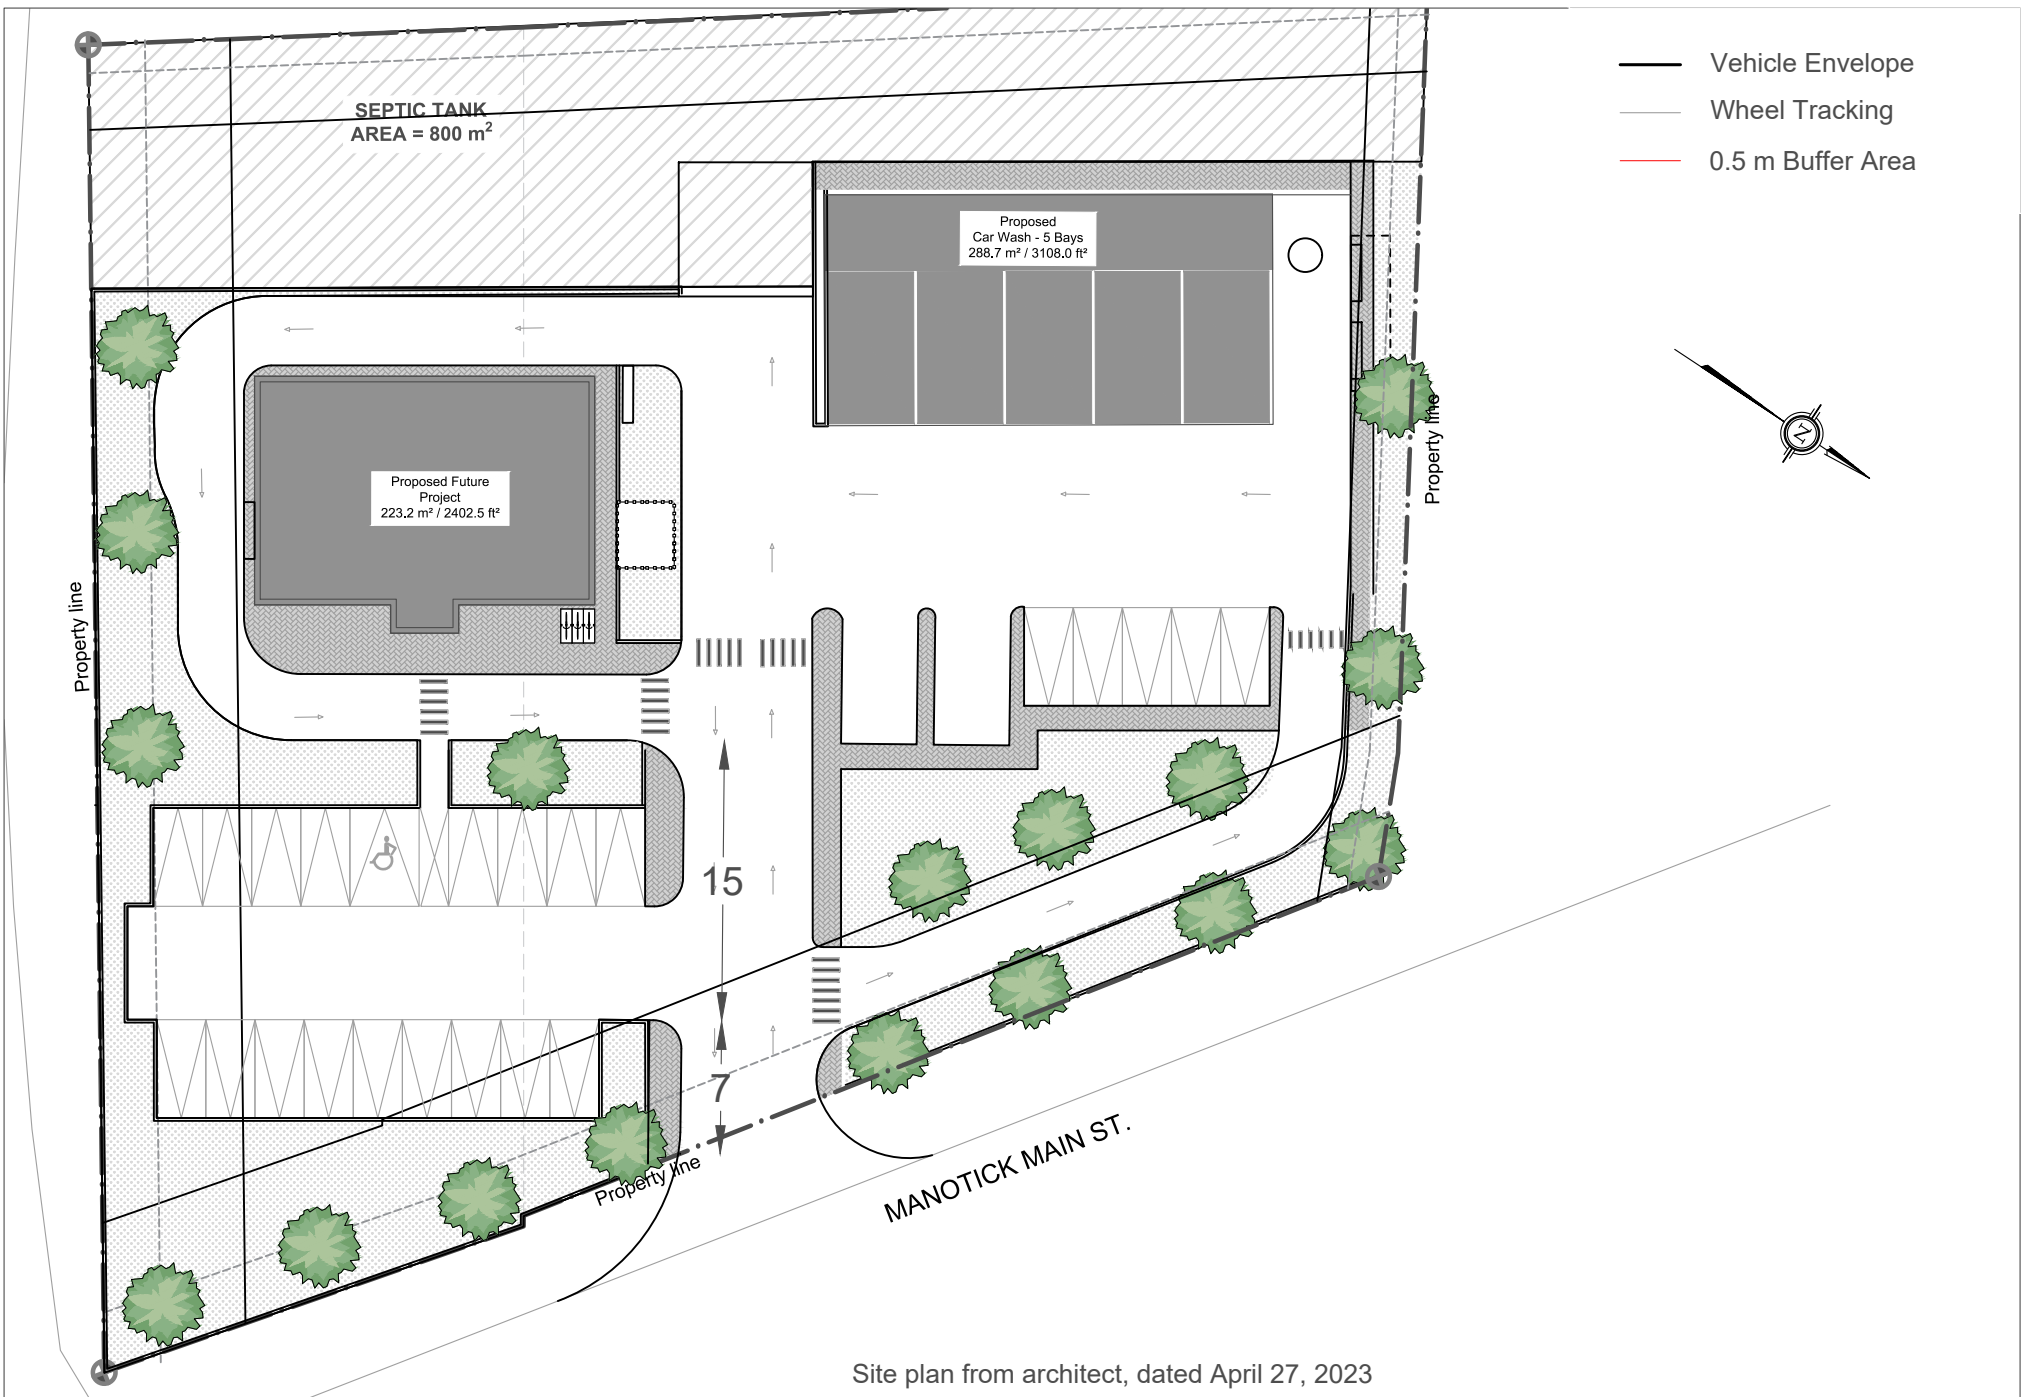 Vehicle Envelope
Wheel Tracking
0.5 m Buffer Area
SEPTIC TANK
AREA = 800 m²
Proposed
Car Wash - 5 Bays
288.7 m² / 3108.0 ft²
Proposed Future
Project
223.2 m² / 2402.5 ft²
N
Property line
Property line
15
7
Property line
MANOTICK MAIN ST.
Site plan from architect, dated April 27, 2023